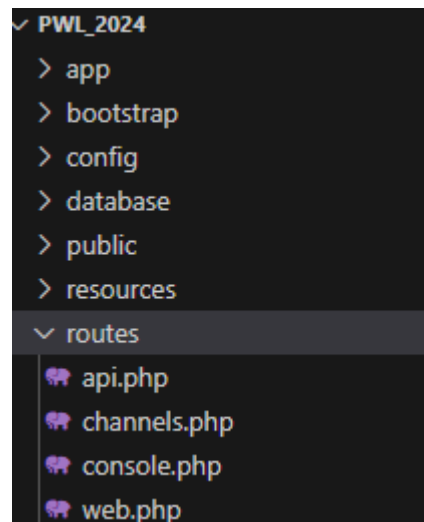 PWL_2024
app
bootstrap
config
database
public
resources
routes
api.php
channels.php
console.php
web.php